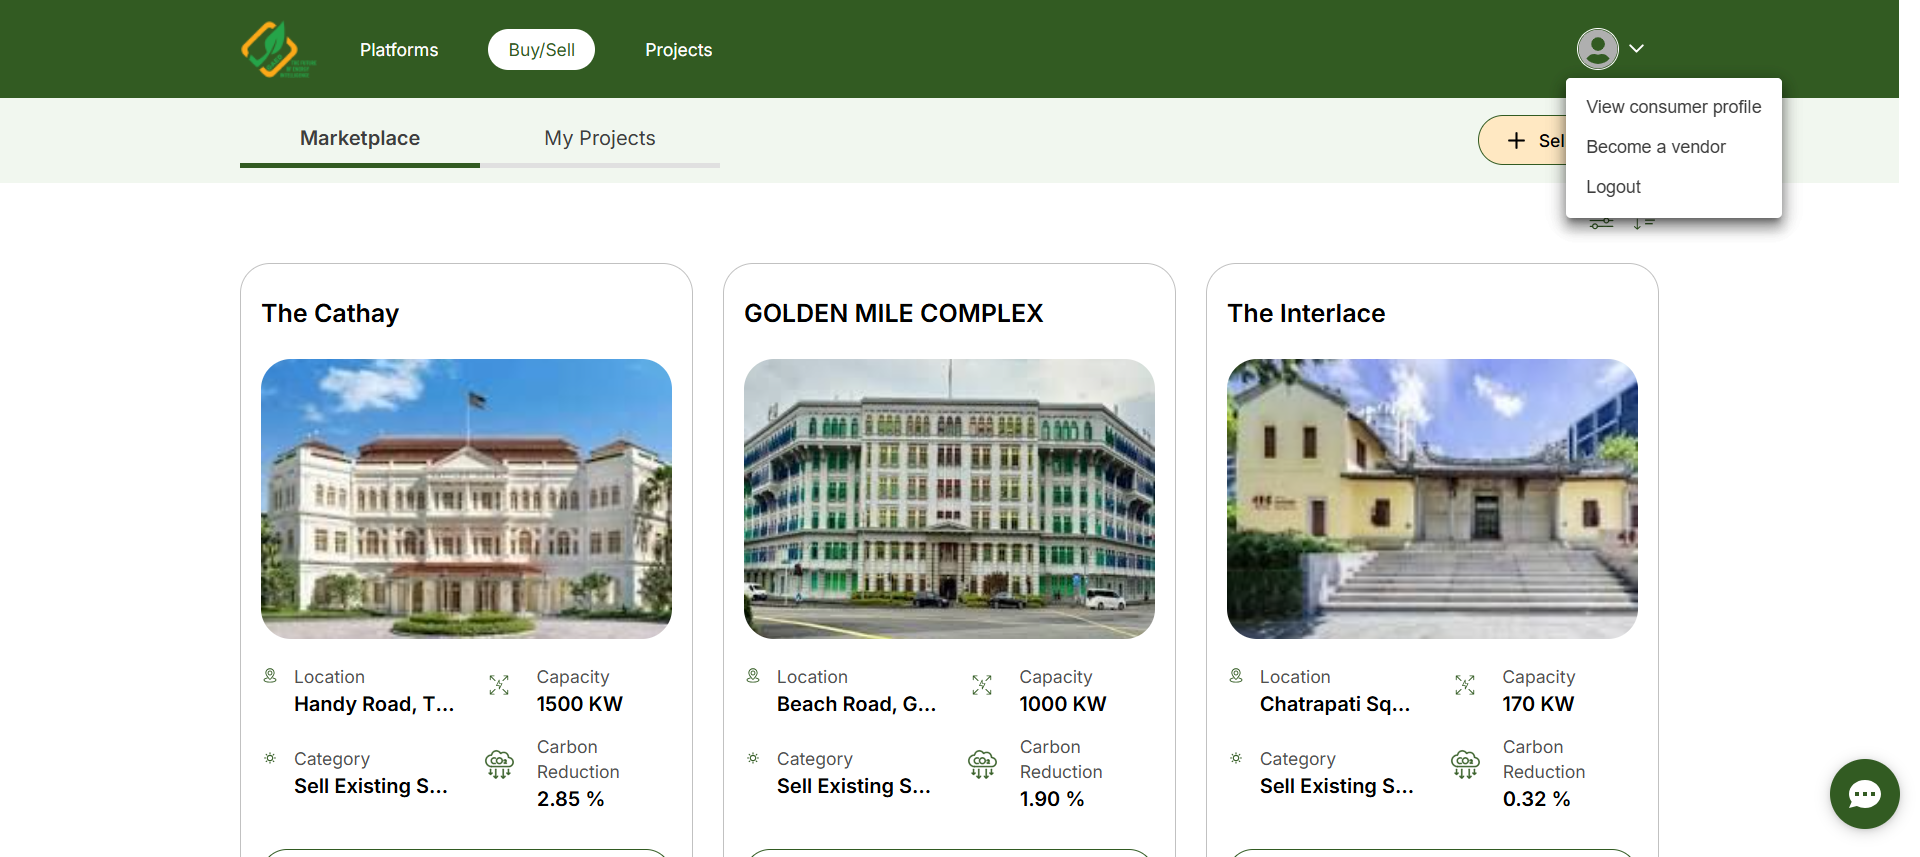 Platforms
Buy/Sell
Projects
View consumer profile
Become a vendor
Logout
Marketplace
My Projects
The Cathay
GOLDEN MILE COMPLEX
The Interlace
Location
Handy Road, T...
Capacity
1500 KW
Category
Sell Existing S...
CO₂
Carbon
Reduction
2.85 %
Location
Beach Road, G...
Capacity
1000 KW
Category
Sell Existing S...
CO₂
Carbon
Reduction
1.90 %
Location
Chatrapati Sq...
Capacity
170 KW
Category
Sell Existing S...
CO₂
Carbon
Reduction
0.32 %